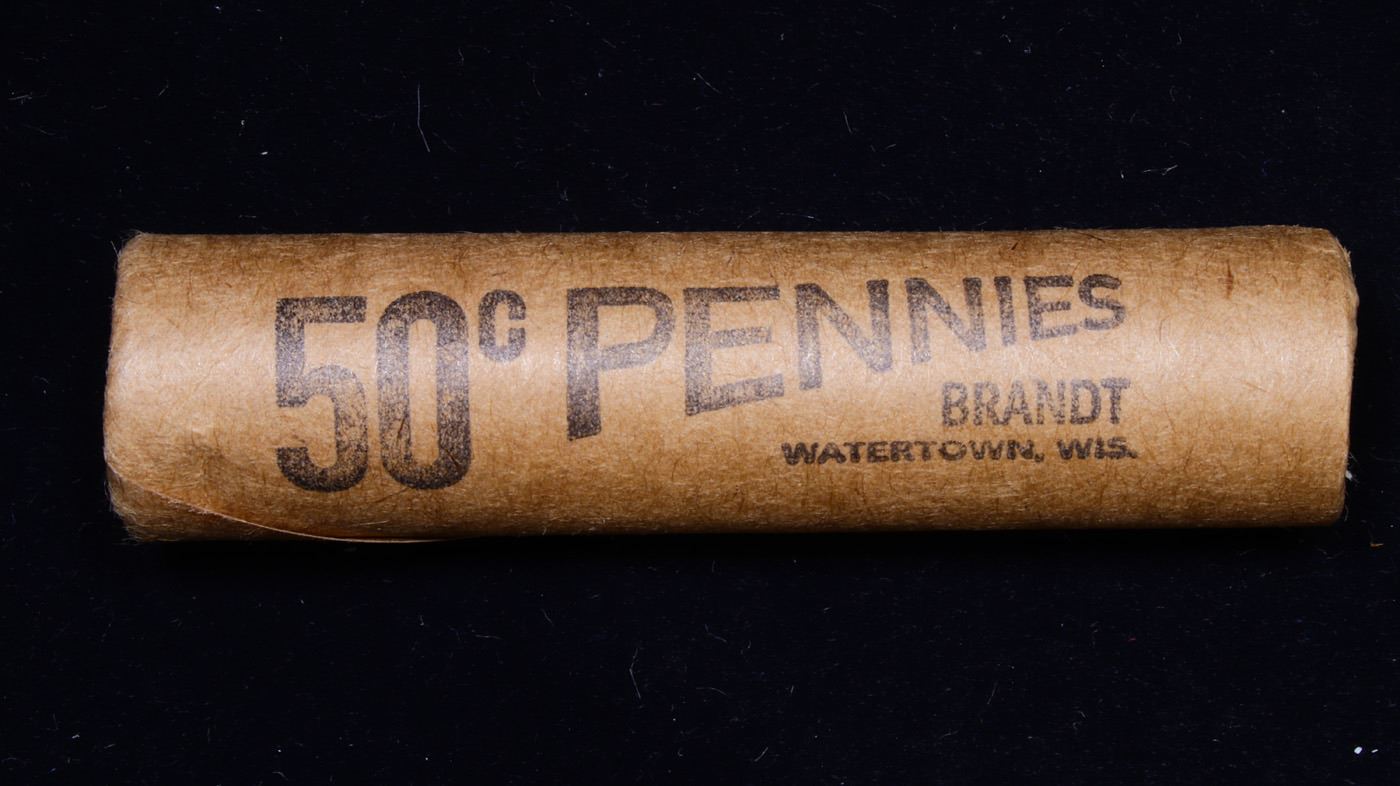 50c PENNIES
BRANDT
WATERTOWN, WIS.